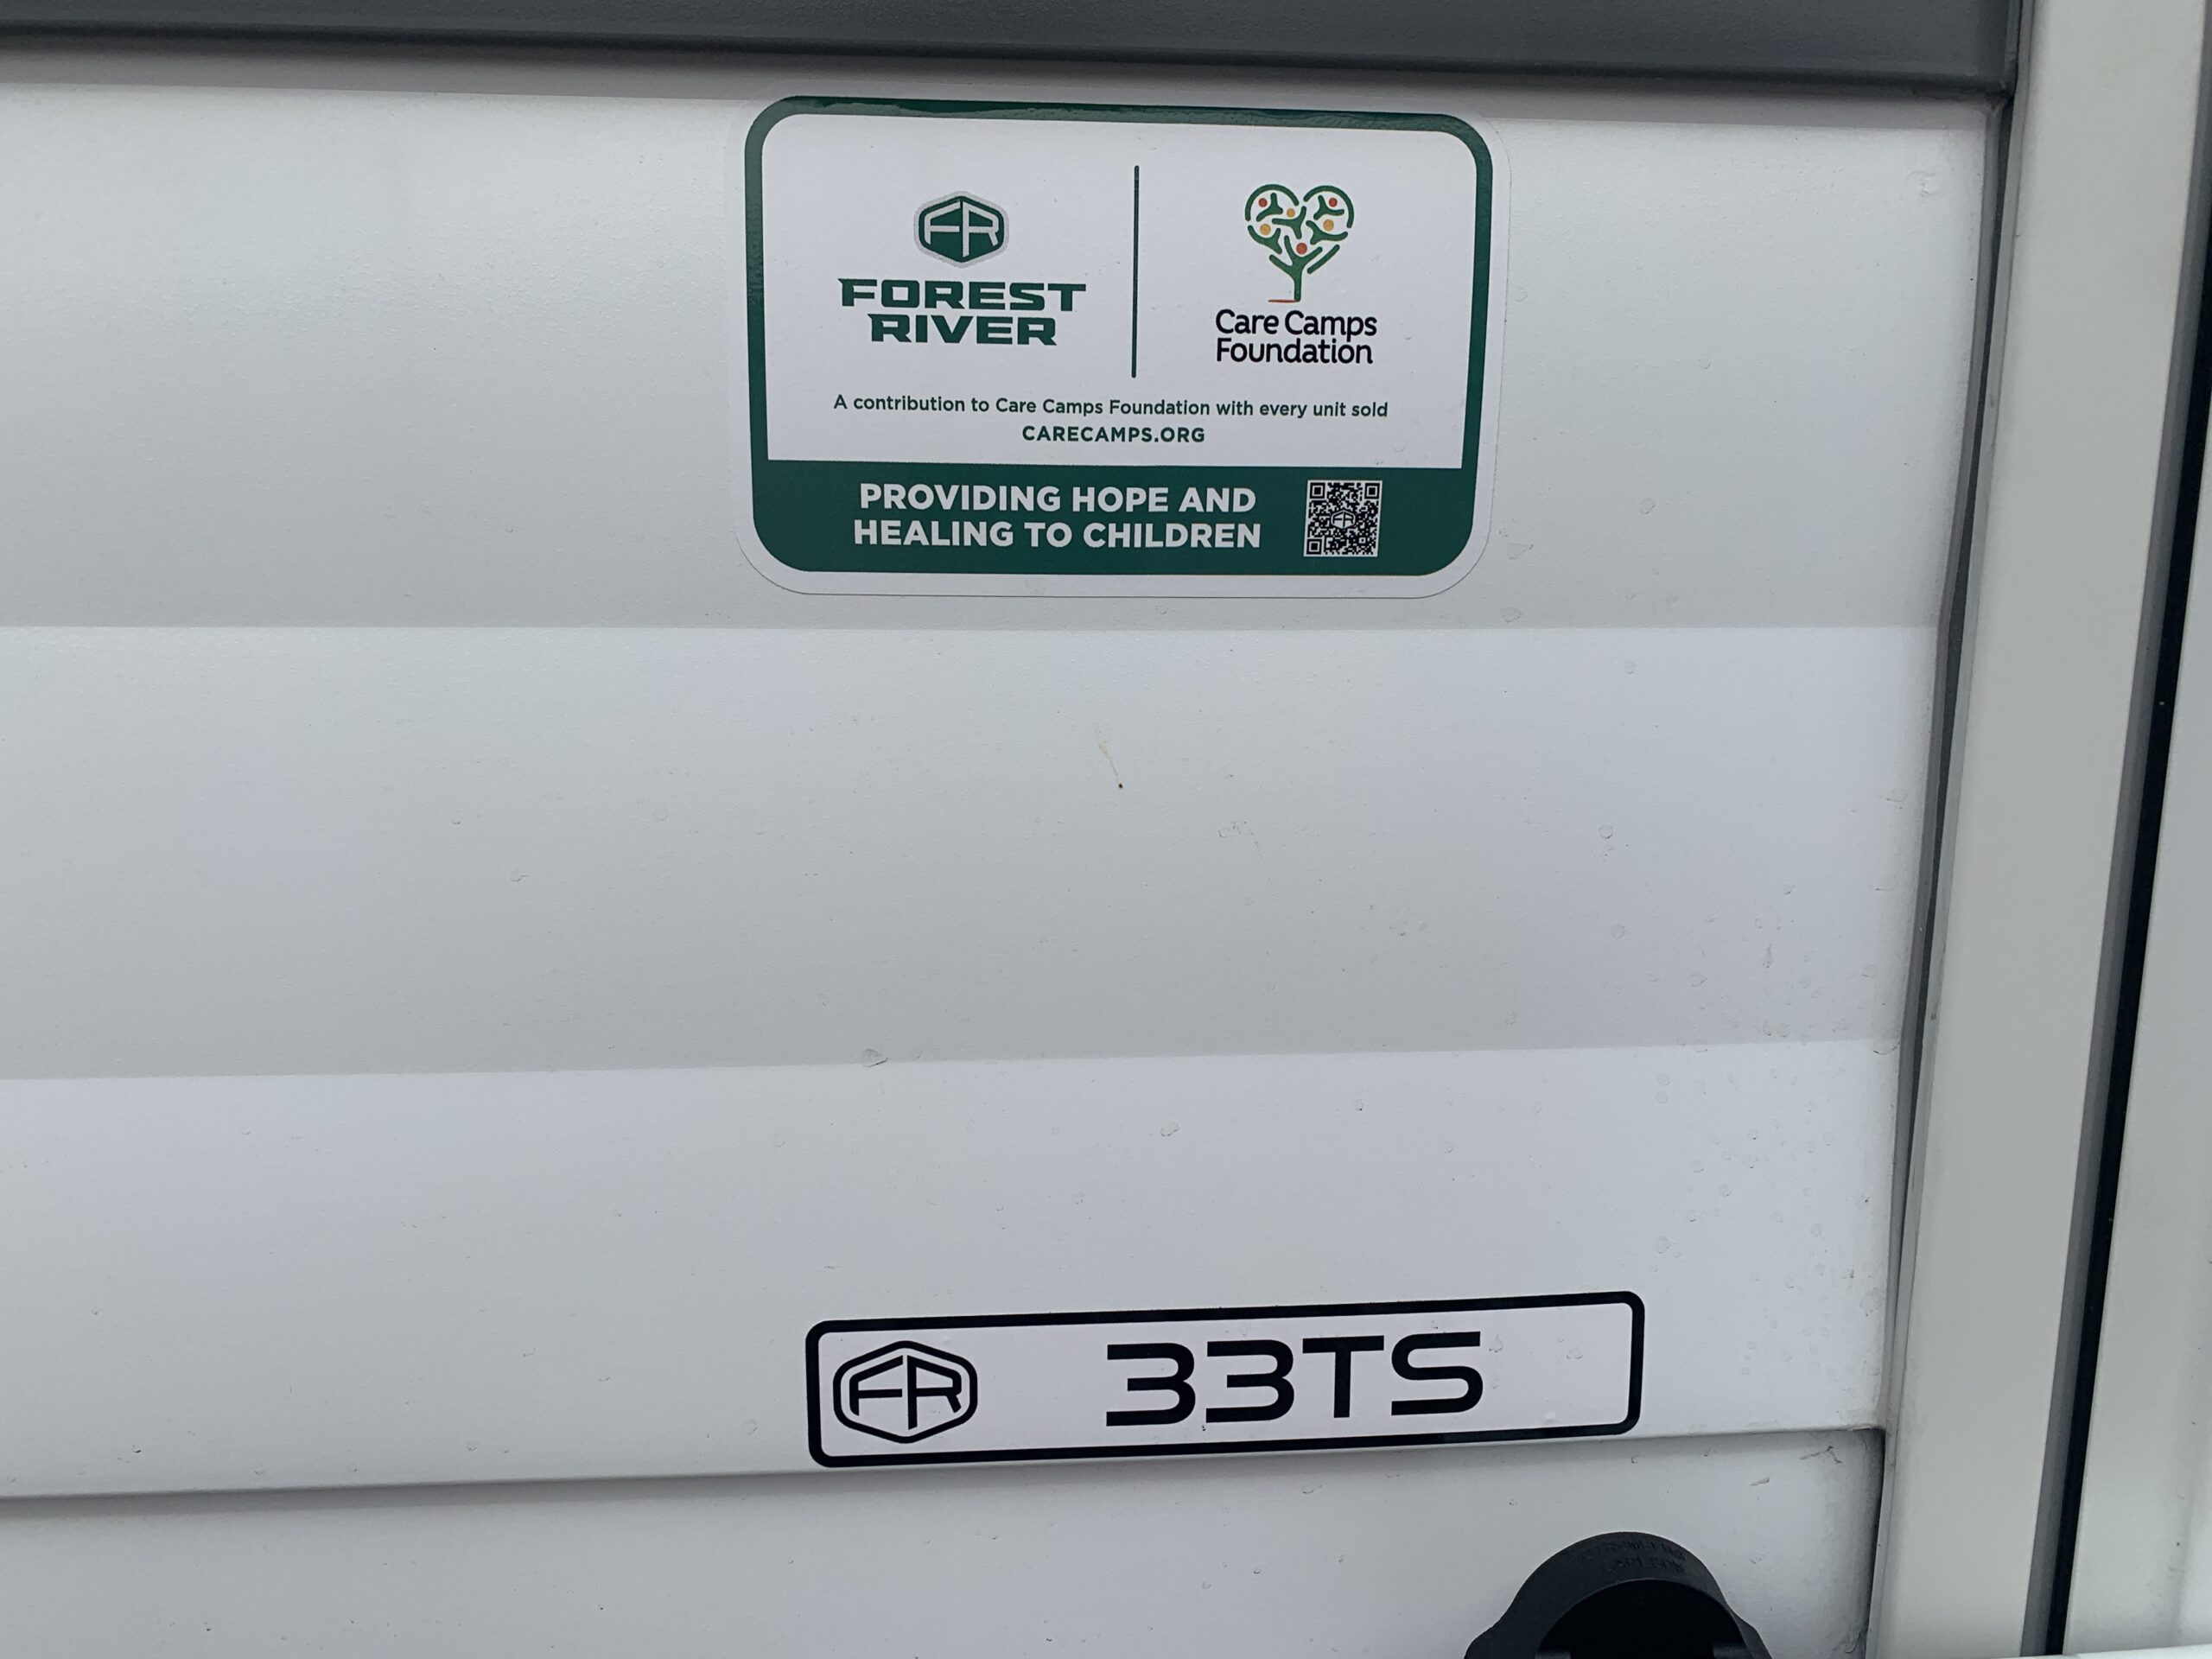 FR
FOREST
RIVER
Care Camps
Foundation
A contribution to Care Camps Foundation with every unit sold
CARECAMPS.ORG
PROVIDING HOPE AND
HEALING TO CHILDREN
FR
FR 33TS